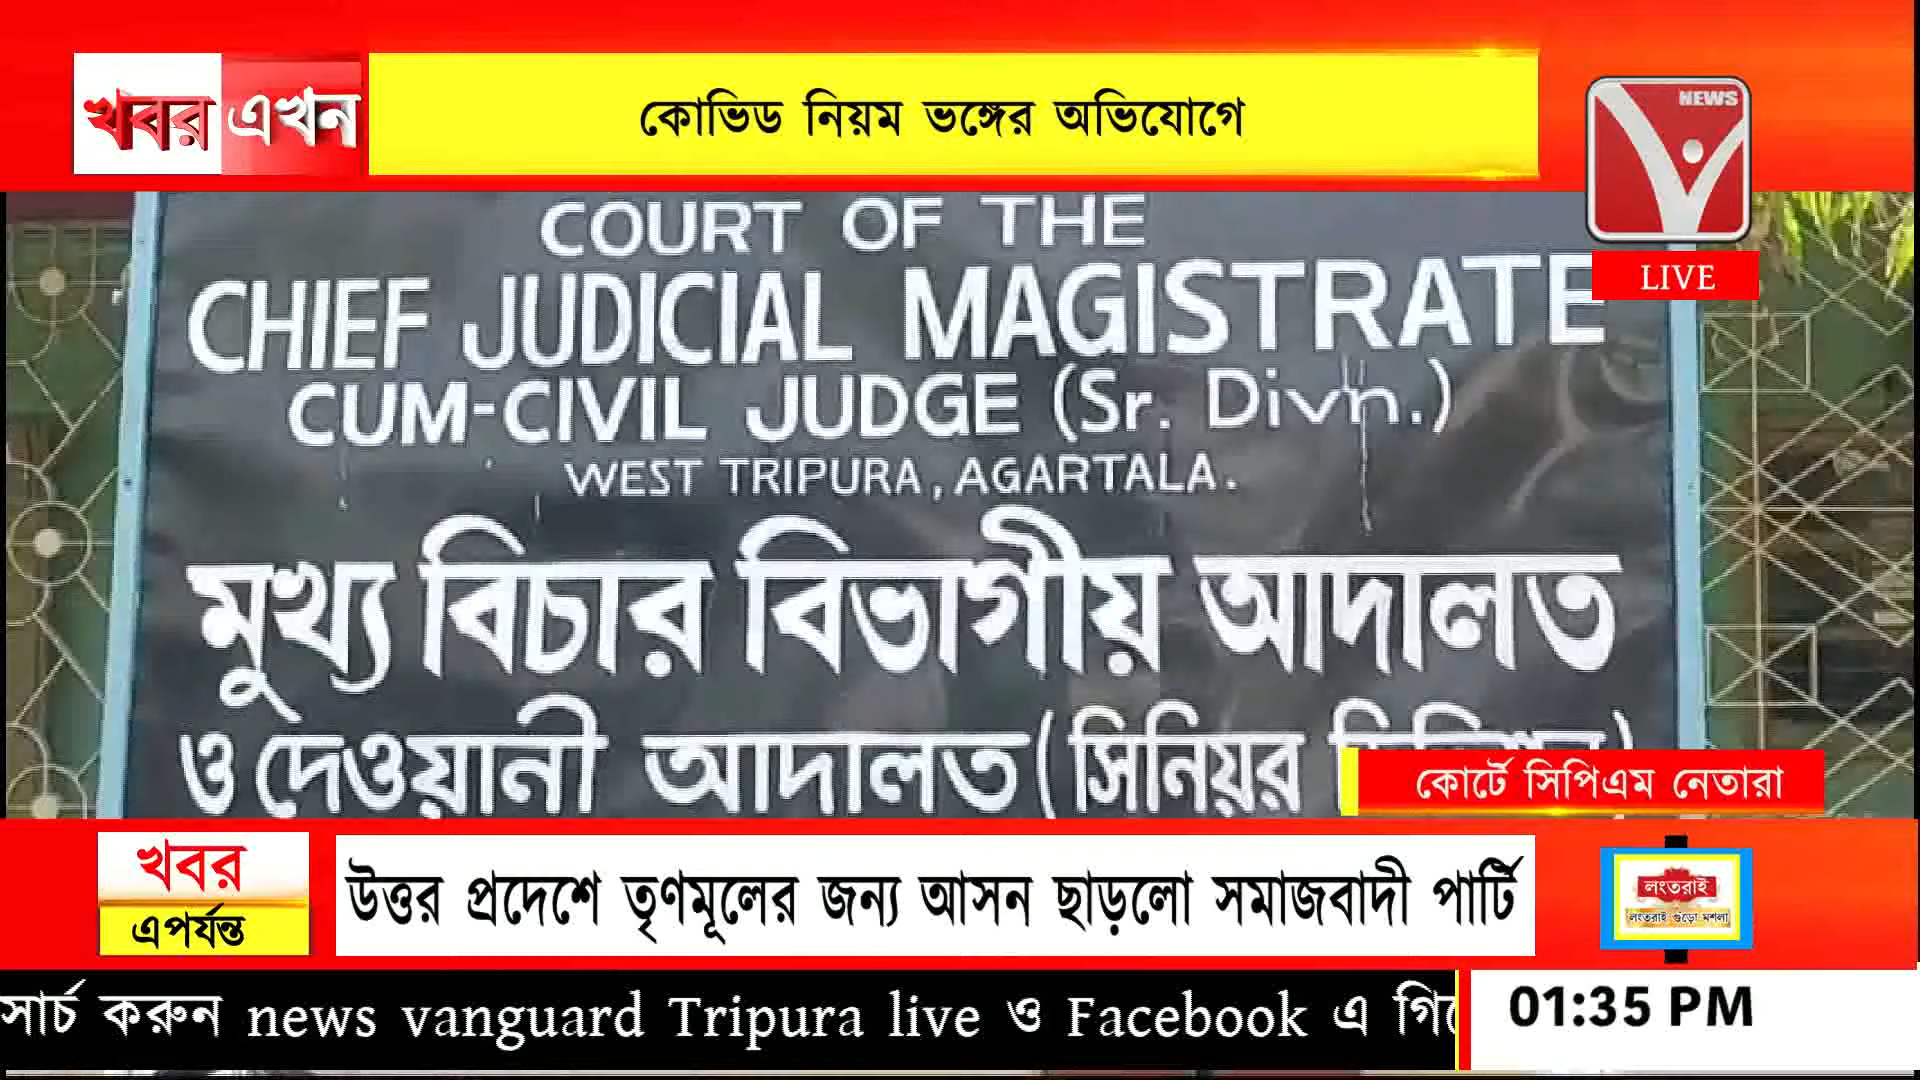 খবর এখন
কোভিড নিয়ম ভঙ্গের অভিযোগে
NEWS
LIVE
COURT OF THE
CHIEF JUDICIAL MAGISTRATE
CUM-CIVIL JUDGE (Sr. Divn.)
WEST TRIPURA, AGARTALA.
মুখ্য বিচার বিভাগীয় আদালত
ও দেওয়ানী আদালত (সিনিয়র
কোর্টে সিপিএম নেতারা
খবর
এপর্যন্ত
উত্তর প্রদেশে তৃণমূলের জন্য আসন ছাড়লো সমাজবাদী পার্টি
লংতরাই
লংতরাই গুঁড়ো মশলা
সার্চ করুন news vanguard Tripura live ও Facebook এ
01:35 PM